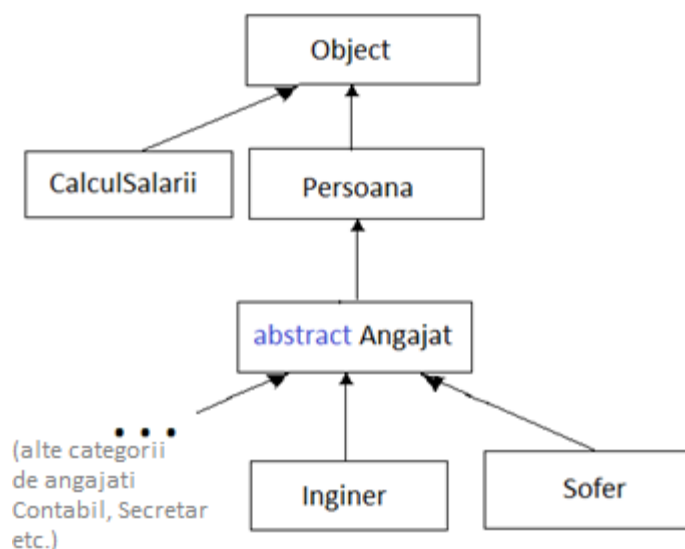 Object
CalculSalarii
Persoana
abstract Angajat
• • •
(alte categorii
de angajati
Contabil, Secretar
etc.)
Inginer
Sofer